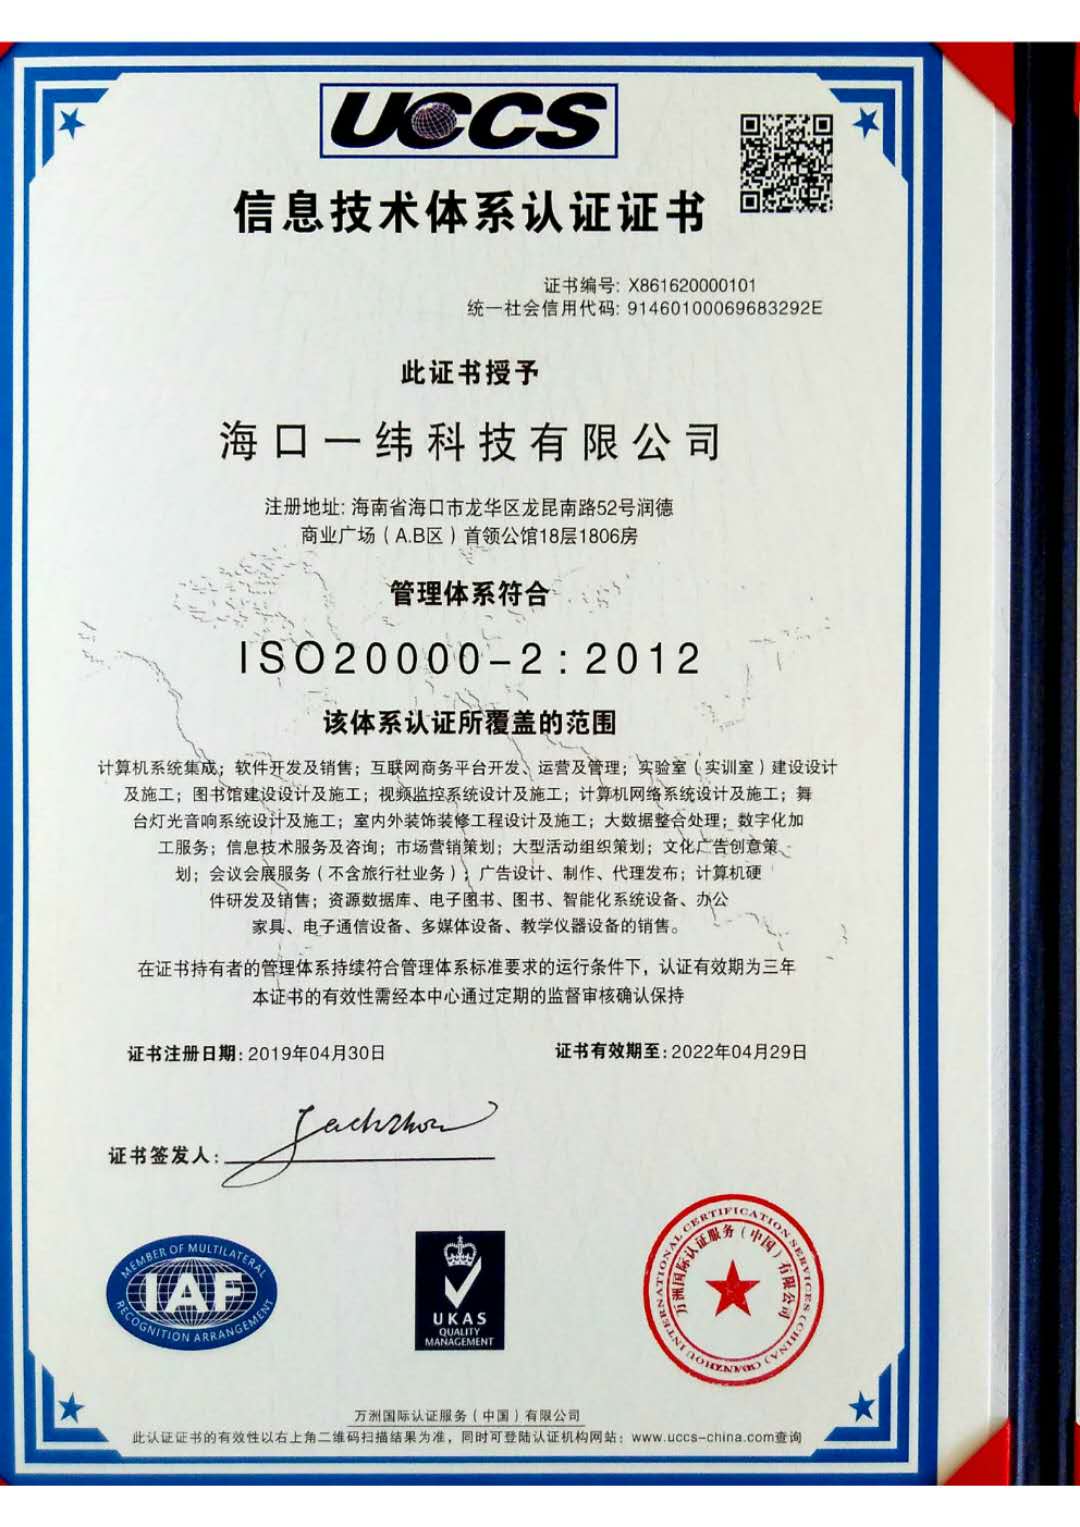 UCCS
信息技术体系认证证书
证书编号: X861620000101
统一社会信用代码: 91460100069683292E
此证书授予
海口一纬科技有限公司
注册地址: 海南省海口市龙华区龙昆南路52号润德
商业广场（A.B区）首领公馆18层1806房
管理体系符合
ISO20000-2:2012
该体系认证所覆盖的范围
计算机系统集成；软件开发及销售；互联网商务平台开发、运营及管理；实验室（实训室）建设设计
及施工；图书馆建设设计及施工；视频监控系统设计及施工；计算机网络系统设计及施工；舞
台灯光音响系统设计及施工；室内外装饰装修工程设计及施工；大数据整合处理；数字化加
工服务；信息技术服务及咨询；市场营销策划；大型活动组织策划；文化广告创意策
划；会议会展服务（不含旅行社业务）；广告设计、制作、代理发布；计算机硬
件研发及销售；资源数据库、电子图书、图书、智能化系统设备、办公
家具、电子通信设备、多媒体设备、教学仪器设备的销售。
在证书持有者的管理体系持续符合管理体系标准要求的运行条件下，认证有效期为三年
本证书的有效性需经本中心通过定期的监督审核确认保持
证书注册日期: 2019年04月30日
证书有效期至: 2022年04月29日
证书签发人:
MEMBER OF MULTILATERAL
IAF
RECOGNITION ARRANGEMENT
UKAS
QUALITY
MANAGEMENT
万洲国际认证服务（中国）有限公司
万洲国际认证服务（中国）有限公司
此认证证书的有效性以右上角二维码扫描结果为准，同时可登陆认证机构网站：www.uccs-china.com查询